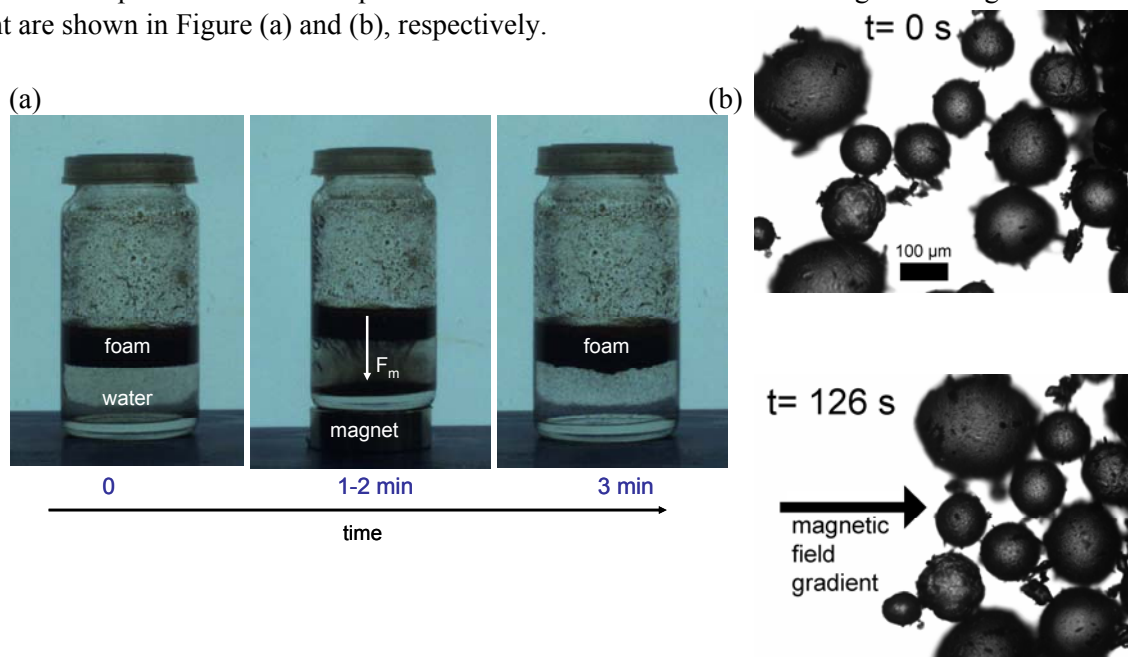 nt are shown in Figure (a) and (b), respectively.
(a)
(b)
t= 0 s
100 μm
foam
water
F_m
magnet
foam
0
1-2 min
3 min
time
t= 126 s
magnetic
field
gradient